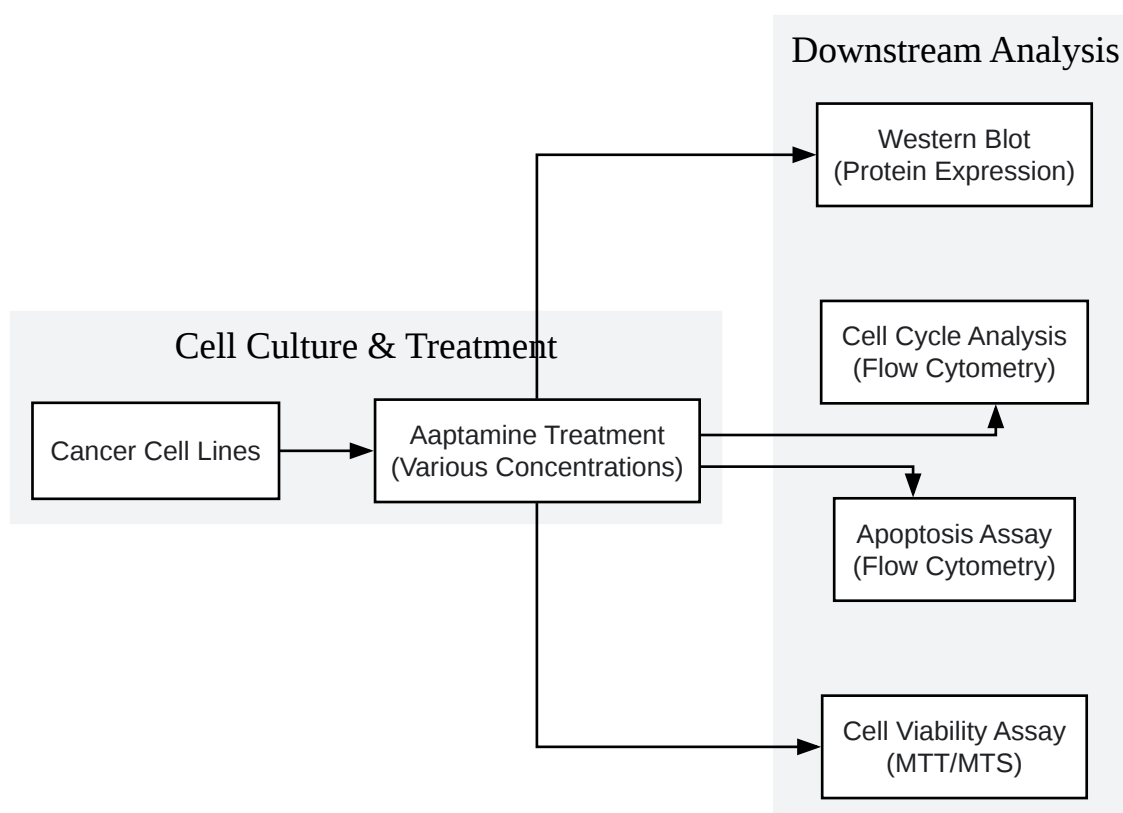 Downstream Analysis
Western Blot
(Protein Expression)
Cell Cycle Analysis
(Flow Cytometry)
Cell Culture & Treatment
Cancer Cell Lines
Aaptamine Treatment
(Various Concentrations)
Apoptosis Assay
(Flow Cytometry)
Cell Viability Assay
(MTT/MTS)